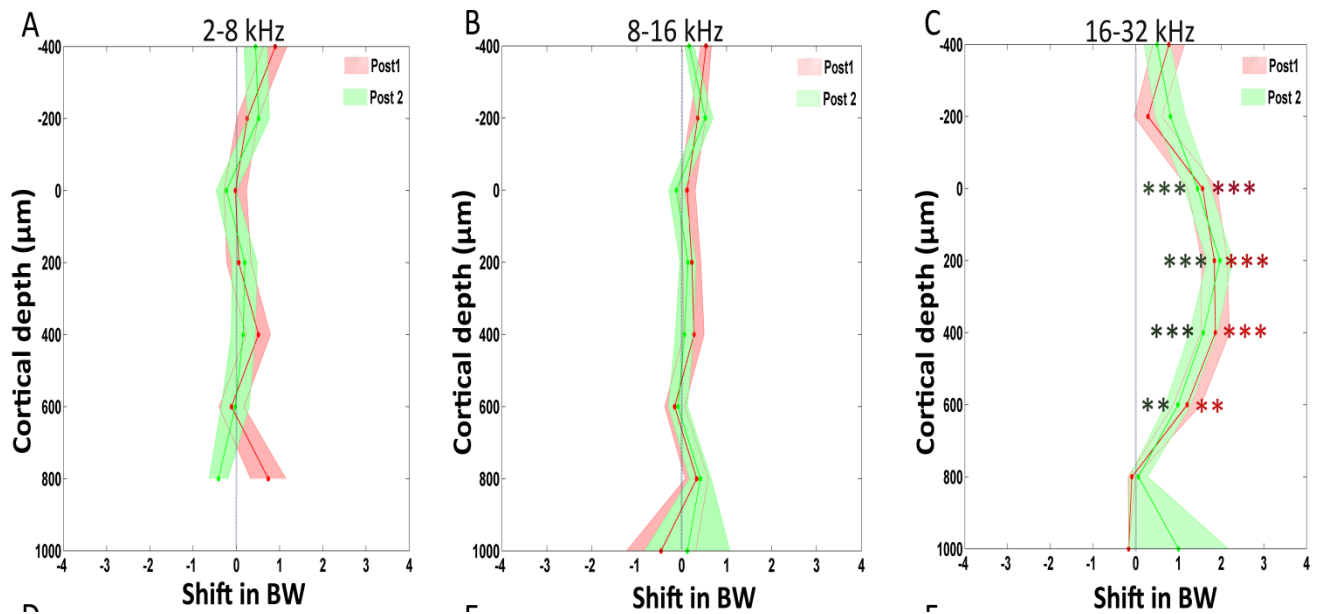 A
2-8 kHz
-400
-200
0
200
400
600
800
1000
Cortical depth (µm)
Post1
Post 2
-4 -3 -2 -1 0 1 2 3 4
Shift in BW
B
8-16 kHz
-400
-200
0
200
400
600
800
1000
Cortical depth (µm)
Post1
Post 2
-4 -3 -2 -1 0 1 2 3 4
Shift in BW
C
16-32 kHz
-400
-200
0
200
400
600
800
1000
Cortical depth (µm)
Post1
Post 2
*** ***
*** ***
*** ***
** **
-4 -3 -2 -1 0 1 2 3 4
Shift in BW